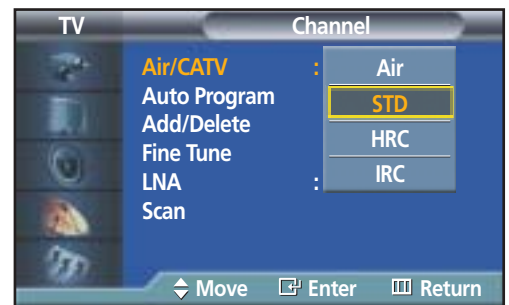 TV Channel
Air/CATV : Air
Auto Program STD
Add/Delete HRC
Fine Tune IRC
LNA :
Scan
Move Enter Return